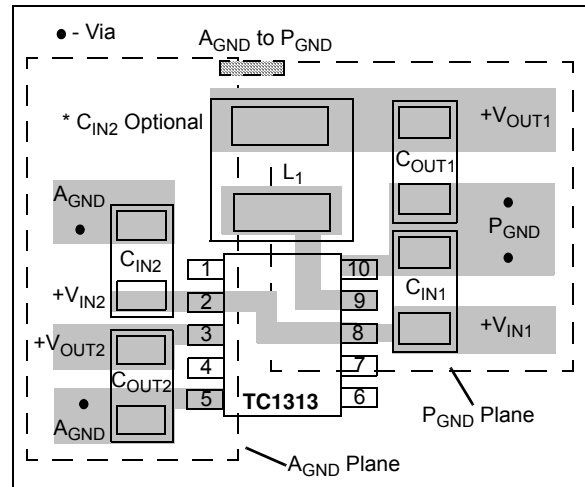 ● - Via
AGND to PGND
* CIN2 Optional
+VOUT1
COUT1
L1
AGND
PGND
CIN2
CIN1
1
10
+VIN2
2
9
+VOUT2
3
8
+VIN1
4
7
COUT2
5
TC1313
6
AGND
PGND Plane
AGND Plane